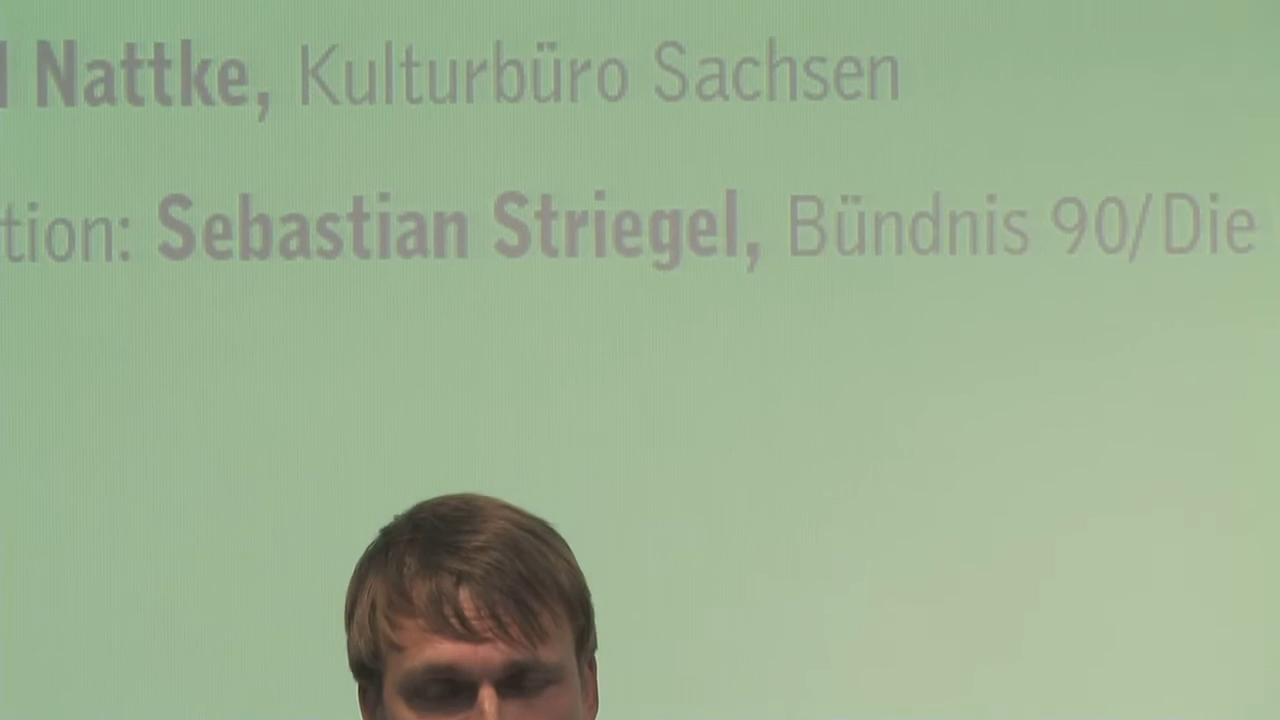 Nattke, Kulturbüro Sachsen
tion: Sebastian Striegel, Bündnis 90/Die